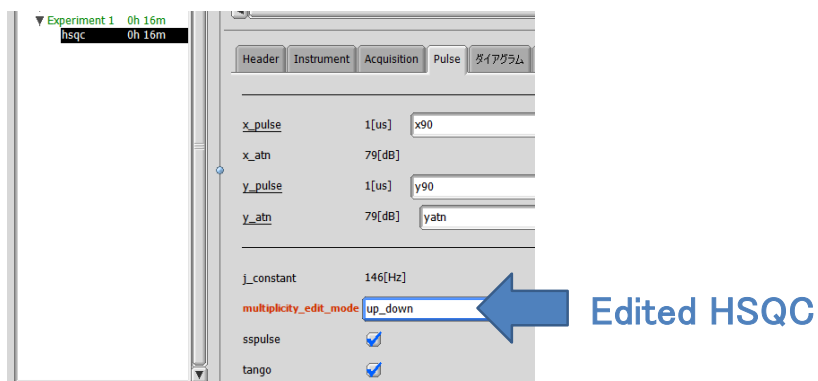 Experiment 1 0h 16m
hsqc 0h 16m
Header Instrument Acquisition Pulse ダイアグラム
x_pulse 1[us] x90
x_atn 79[dB]
y_pulse 1[us] y90
y_atn 79[dB] yatn
j_constant 146[Hz]
multiplicity_edit_mode up_down
Edited HSQC
sspulse
tango